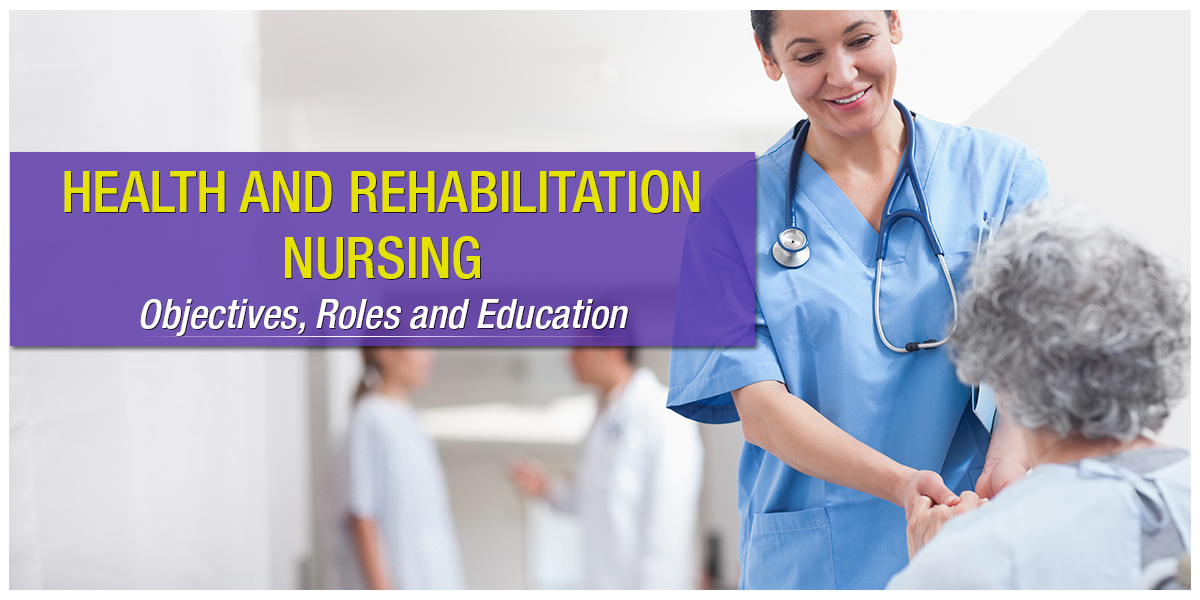 HEALTH AND REHABILITATION
NURSING
Objectives, Roles and Education